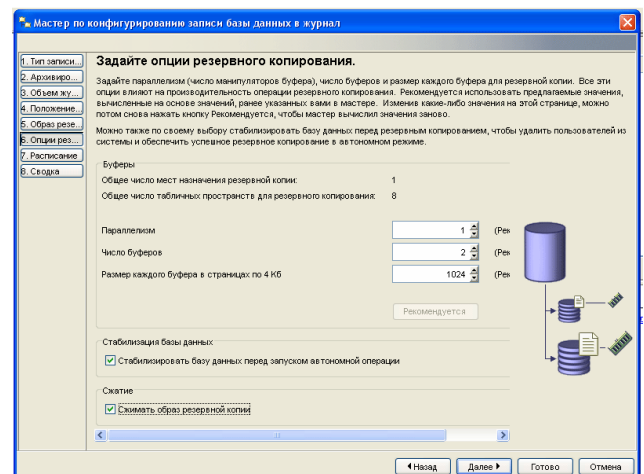 Мастер по конфигурированию записи базы данных в журнал
1. Тип записи...
2. Архивиро...
3. Объем жу...
4. Положение...
5. Образ резе...
6. Опции рез...
7. Расписание
8. Сводка
Задайте опции резервного копирования.
Задайте параллелизм (число манипуляторов буфера), число буферов и размер каждого буфера для резервной копии. Все эти
опции влияют на производительность операции резервного копирования. Рекомендуется использовать предлагаемые значения,
вычисленные на основе значений, ранее указанных вами в мастере. Изменив какие-либо значения на этой странице, можно
потом снова нажать кнопку Рекомендуется, чтобы мастер вычислил значения заново.
Можно также по своему выбору стабилизировать базу данных перед резервным копированием, чтобы удалить пользователей из
системы и обеспечить успешное резервное копирование в автономном режиме.
Буферы
Общее число мест назначения резервной копии: 1
Общее число табличных пространств для резервного копирования: 8
Параллелизм 1 (Рек
Число буферов 2 (Рек
Размер каждого буфера в страницах по 4 Кб 1024 (Рек
Рекомендуется
Стабилизация базы данных
Стабилизировать базу данных перед запуском автономной операции
Сжатие
Сжимать образ резервной копии
Назад Далее Готово Отмена